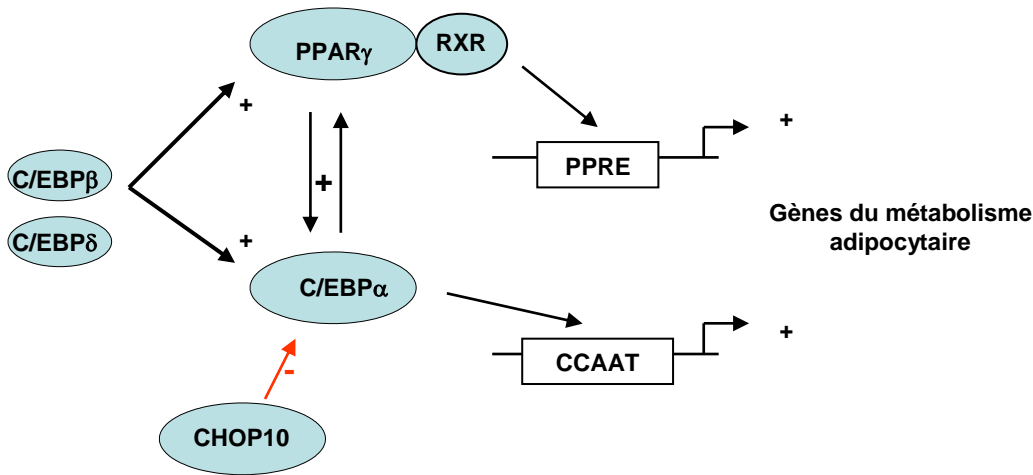 PPARγ
RXR
+
+
PPRE
C/EBPβ
+
Gènes du métabolisme
adipocytaire
C/EBPδ
+
C/EBPα
+
CCAAT
-
CHOP10